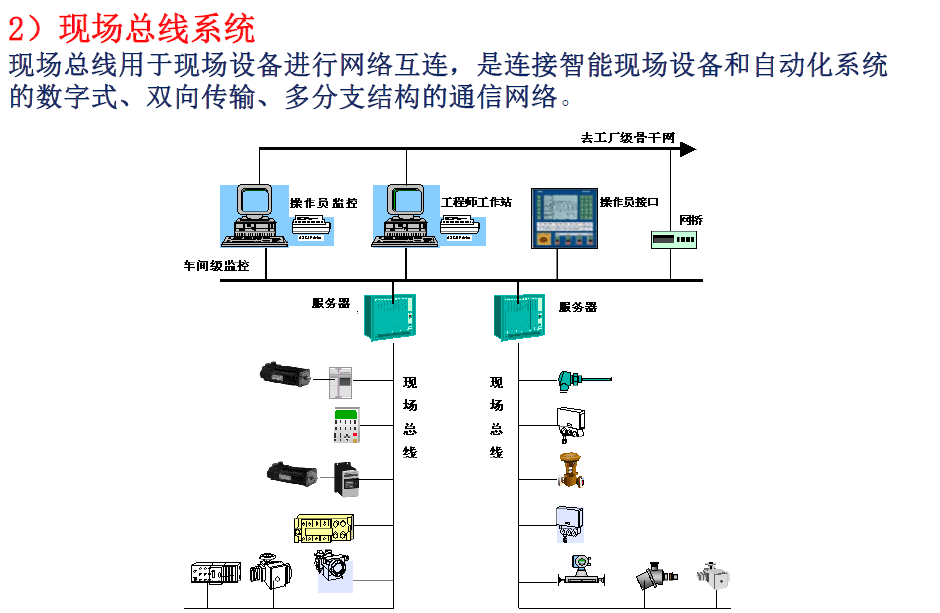 2）现场总线系统
现场总线用于现场设备进行网络互连，是连接智能现场设备和自动化系统
的数字式、双向传输、多分支结构的通信网络。
去工厂级骨干网
操作员监控
工程师工作站
操作员接口
网桥
车间级监控
服务器
服务器
现场总线
现场总线